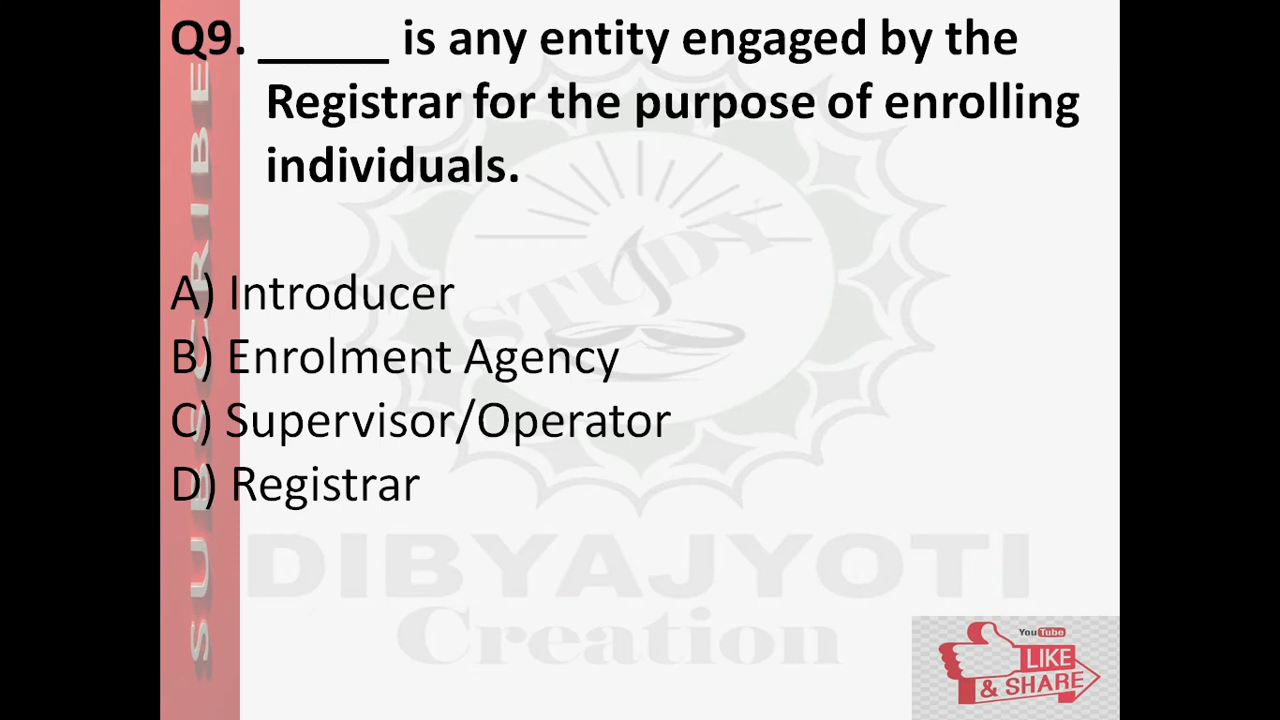 Q9. _____ is any entity engaged by the
Registrar for the purpose of enrolling
individuals.
A) Introducer
B) Enrolment Agency
C) Supervisor/Operator
D) Registrar
SUBSCRIBE
STUDY
DIBYAJYOTI
Creation
YouTube
LIKE
& SHARE